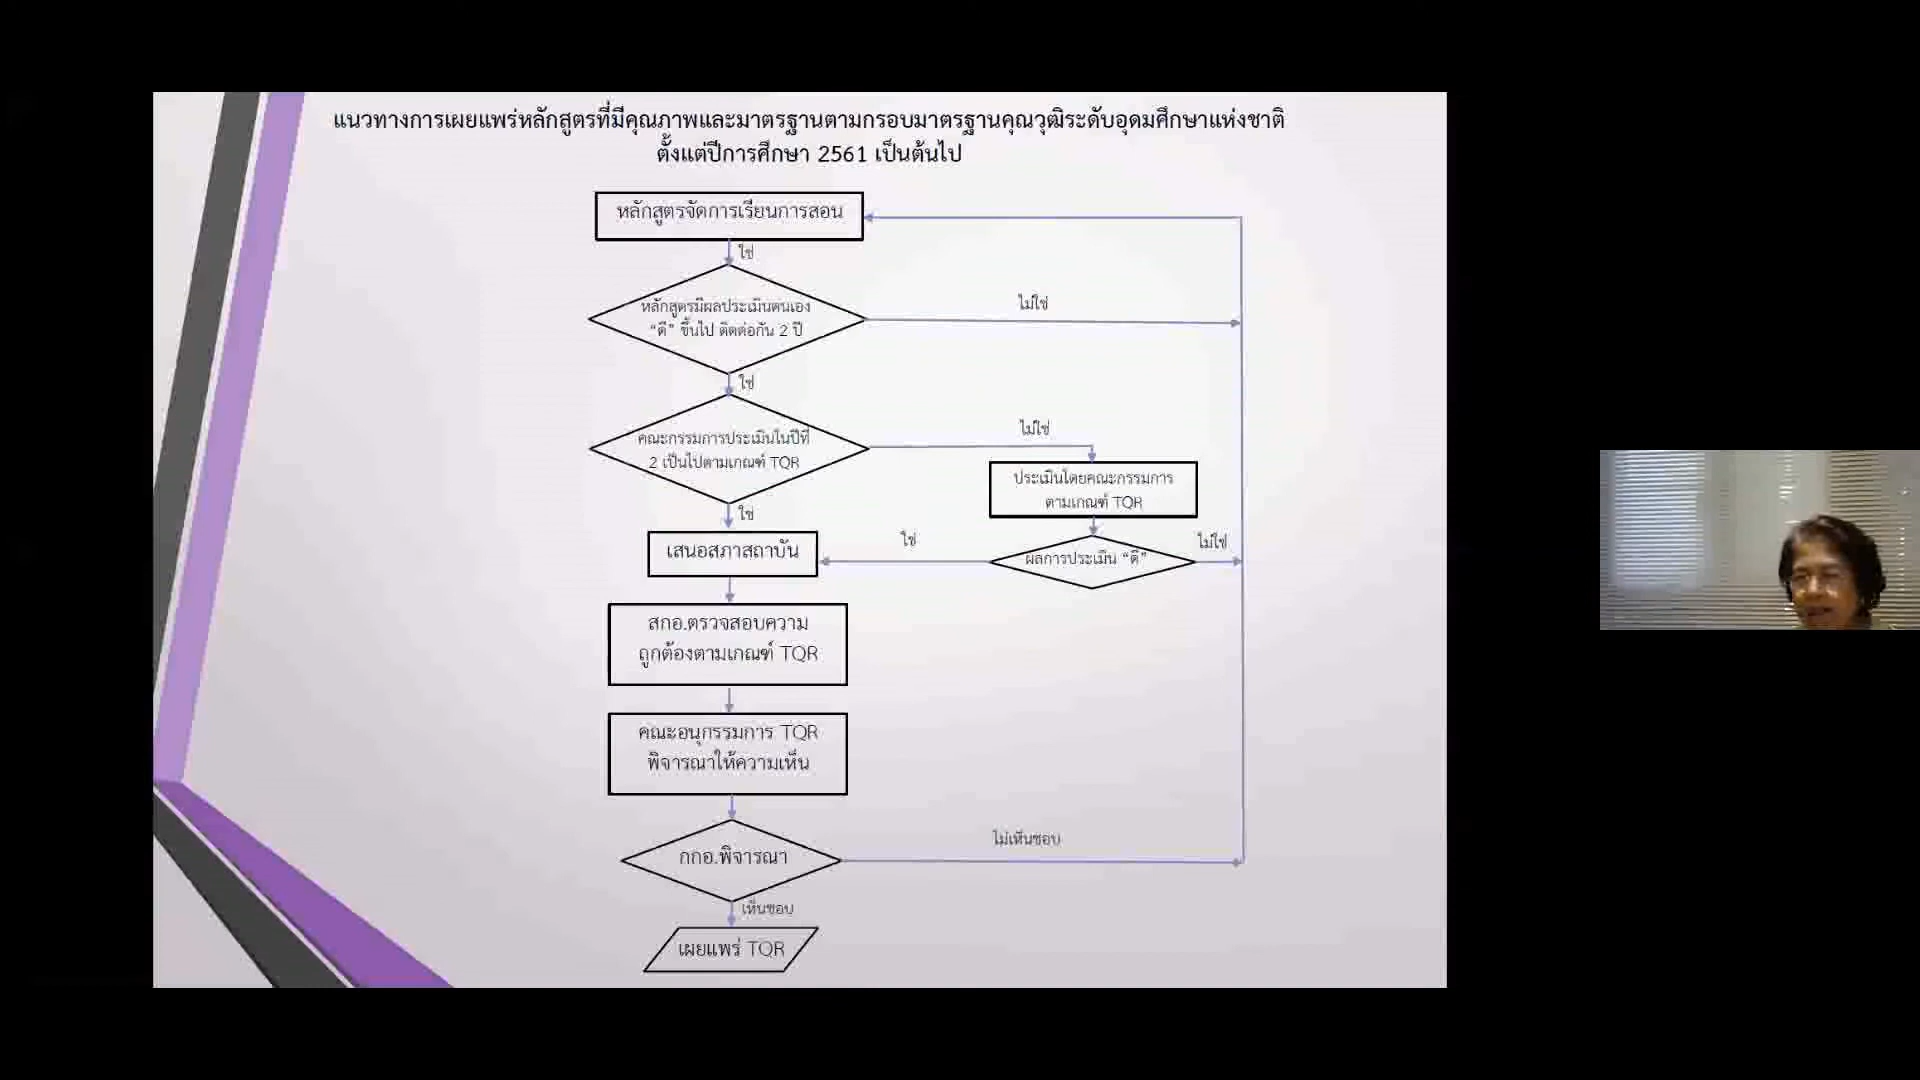 แนวทางการเผยแพร่หลักสูตรที่มีคุณภาพและมาตรฐานตามกรอบมาตรฐานคุณวุฒิระดับอุดมศึกษาแห่งชาติ
ตั้งแต่ปีการศึกษา 2561 เป็นต้นไป
หลักสูตรจัดการเรียนการสอน
ใช่
หลักสูตรมีผลประเมินตนเอง
“ดี” ขึ้นไป ติดต่อกัน 2 ปี
ไม่ใช่
ใช่
คณะกรรมการประเมินในปีที่
2 เป็นไปตามเกณฑ์ TQR
ไม่ใช่
ประเมินโดยคณะกรรมการ
ตามเกณฑ์ TQR
ใช่
เสนอสภาสถาบัน
ใช่
ผลการประเมิน “ดี”
ไม่ใช่
สกอ.ตรวจสอบความ
ถูกต้องตามเกณฑ์ TQR
คณะอนุกรรมการ TQR
พิจารณาให้ความเห็น
กกอ.พิจารณา
ไม่เห็นชอบ
เห็นชอบ
เผยแพร่ TQR